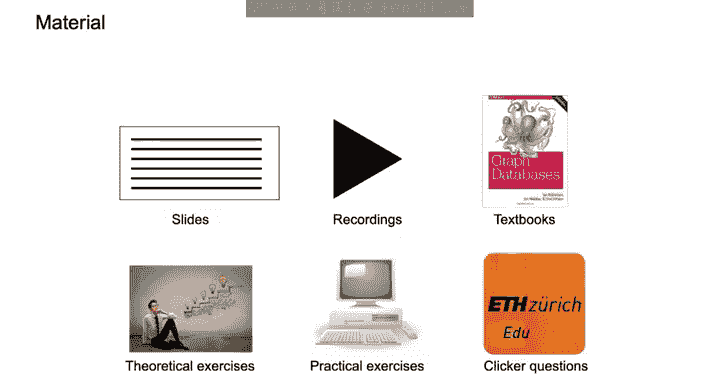 Material
Slides
Recordings
Graph
Databases
Textbooks
Theoretical exercises
Practical exercises
ETH zürich
Edu
Clicker questions